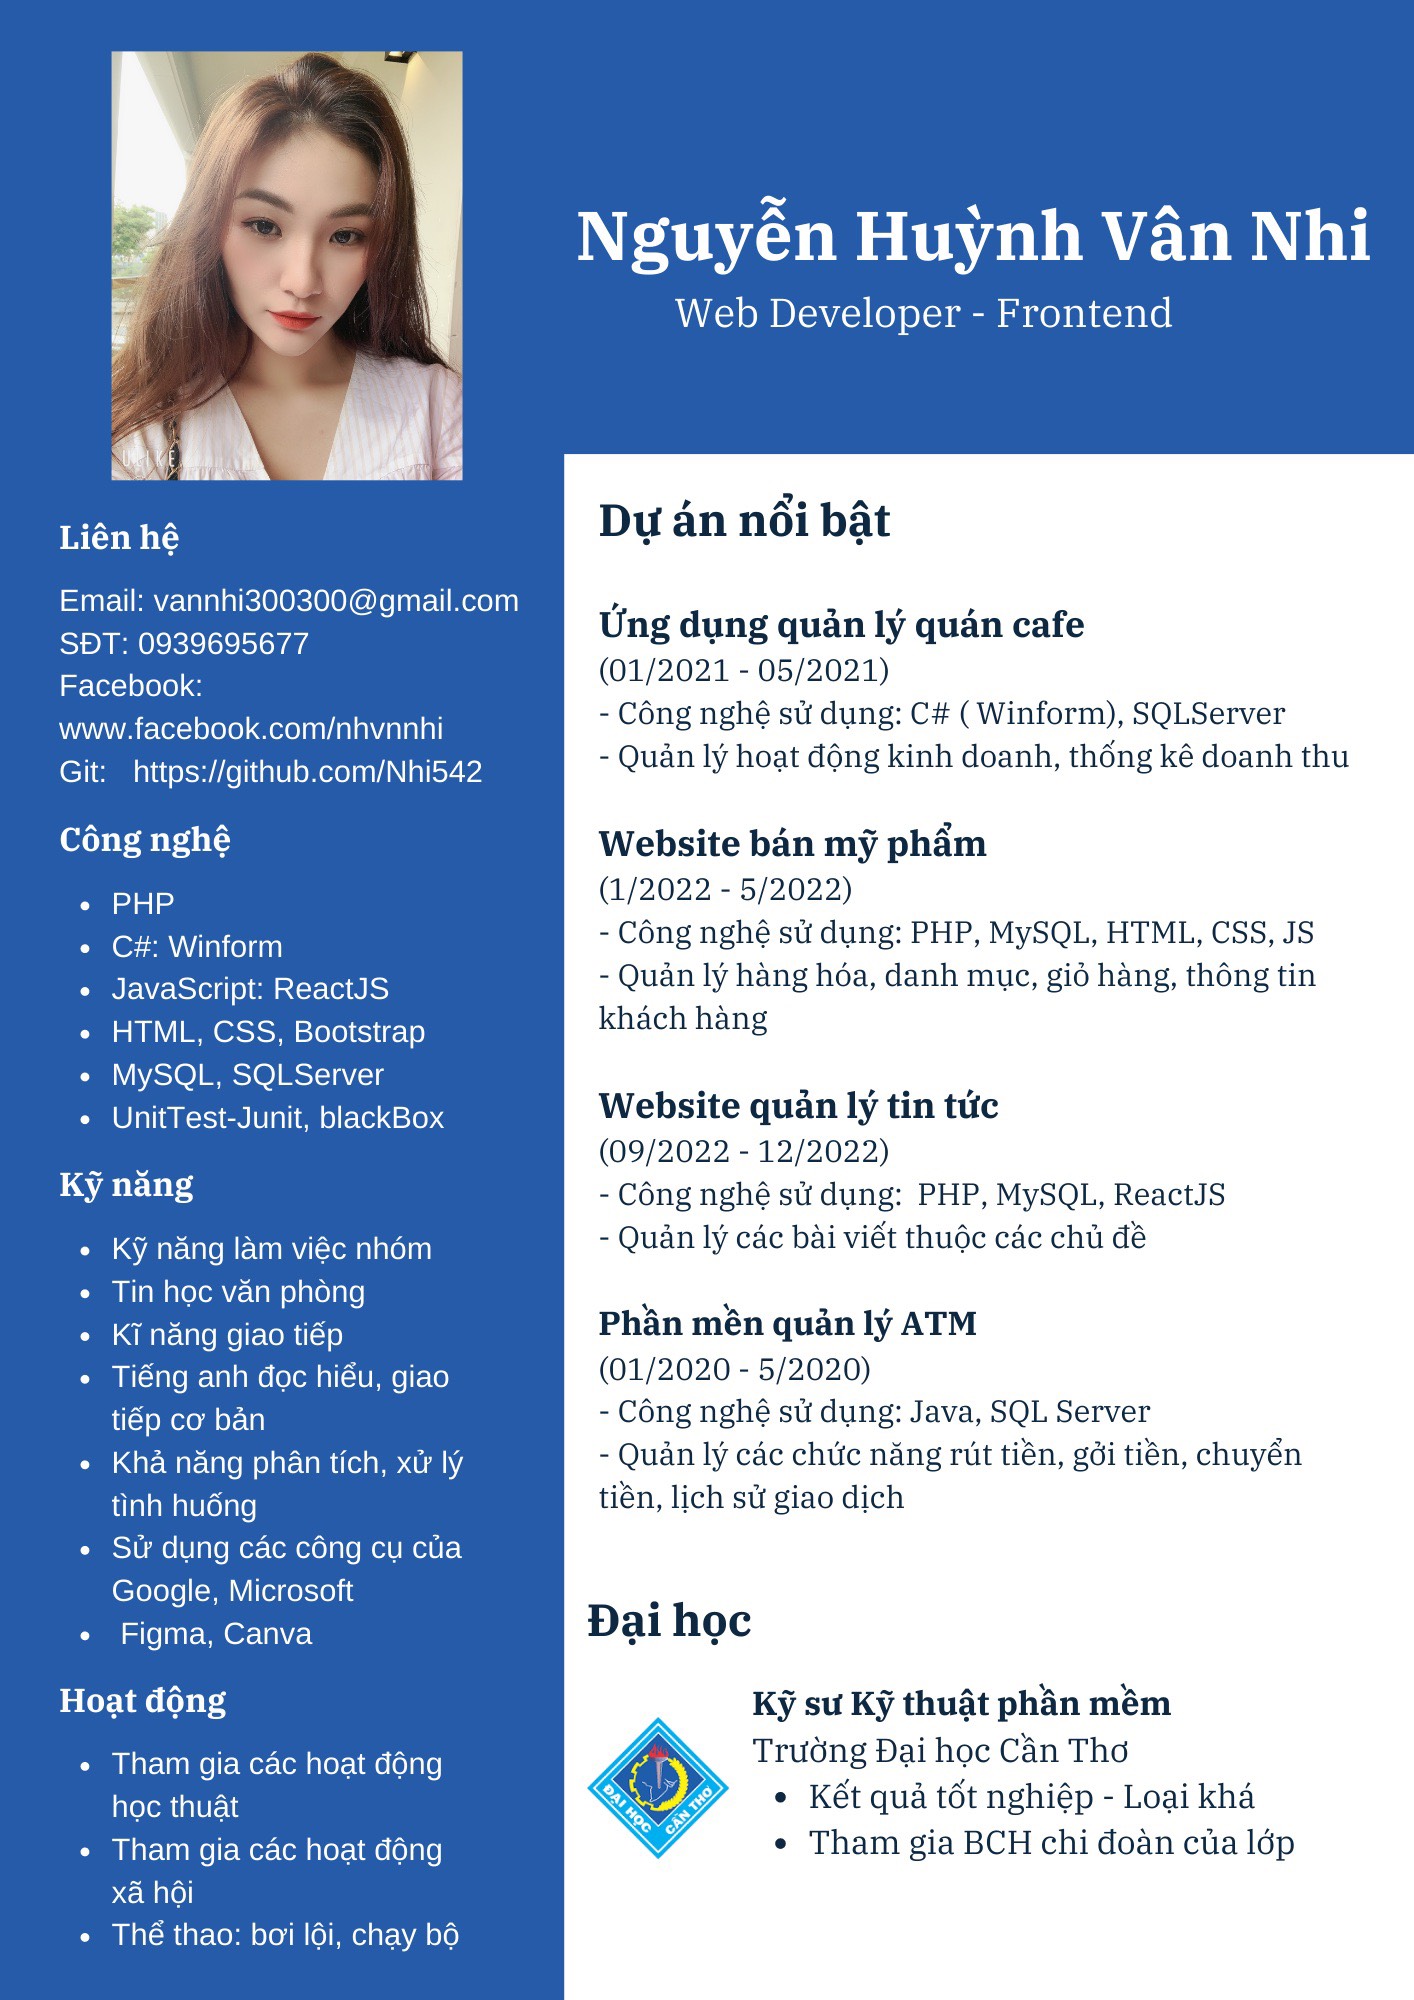 Nguyễn Huỳnh Vân Nhi
Web Developer - Frontend
Liên hệ
Email: vannhi300300@gmail.com
SĐT: 0939695677
Facebook:
www.facebook.com/nhvnnhi
Git: https://github.com/Nhi542
Công nghệ
• PHP
• C#: Winform
• JavaScript: ReactJS
• HTML, CSS, Bootstrap
• MySQL, SQLServer
• UnitTest-Junit, blackBox
Kỹ năng
• Kỹ năng làm việc nhóm
• Tin học văn phòng
• Kĩ năng giao tiếp
• Tiếng anh đọc hiểu, giao
tiếp cơ bản
• Khả năng phân tích, xử lý
tình huống
• Sử dụng các công cụ của
Google, Microsoft
• Figma, Canva
Hoạt động
• Tham gia các hoạt động
học thuật
• Tham gia các hoạt động
xã hội
• Thể thao: bơi lội, chạy bộ
Dự án nổi bật
Ứng dụng quản lý quán cafe
(01/2021 - 05/2021)
- Công nghệ sử dụng: C# ( Winform), SQLServer
- Quản lý hoạt động kinh doanh, thống kê doanh thu
Website bán mỹ phẩm
(1/2022 - 5/2022)
- Công nghệ sử dụng: PHP, MySQL, HTML, CSS, JS
- Quản lý hàng hóa, danh mục, giỏ hàng, thông tin
khách hàng
Website quản lý tin tức
(09/2022 - 12/2022)
- Công nghệ sử dụng: PHP, MySQL, ReactJS
- Quản lý các bài viết thuộc các chủ đề
Phần mền quản lý ATM
(01/2020 - 5/2020)
- Công nghệ sử dụng: Java, SQL Server
- Quản lý các chức năng rút tiền, gởi tiền, chuyển
tiền, lịch sử giao dịch
Đại học
ĐẠI HỌC CẦN THƠ
Kỹ sư Kỹ thuật phần mềm
Trường Đại học Cần Thơ
• Kết quả tốt nghiệp - Loại khá
• Tham gia BCH chi đoàn của lớp